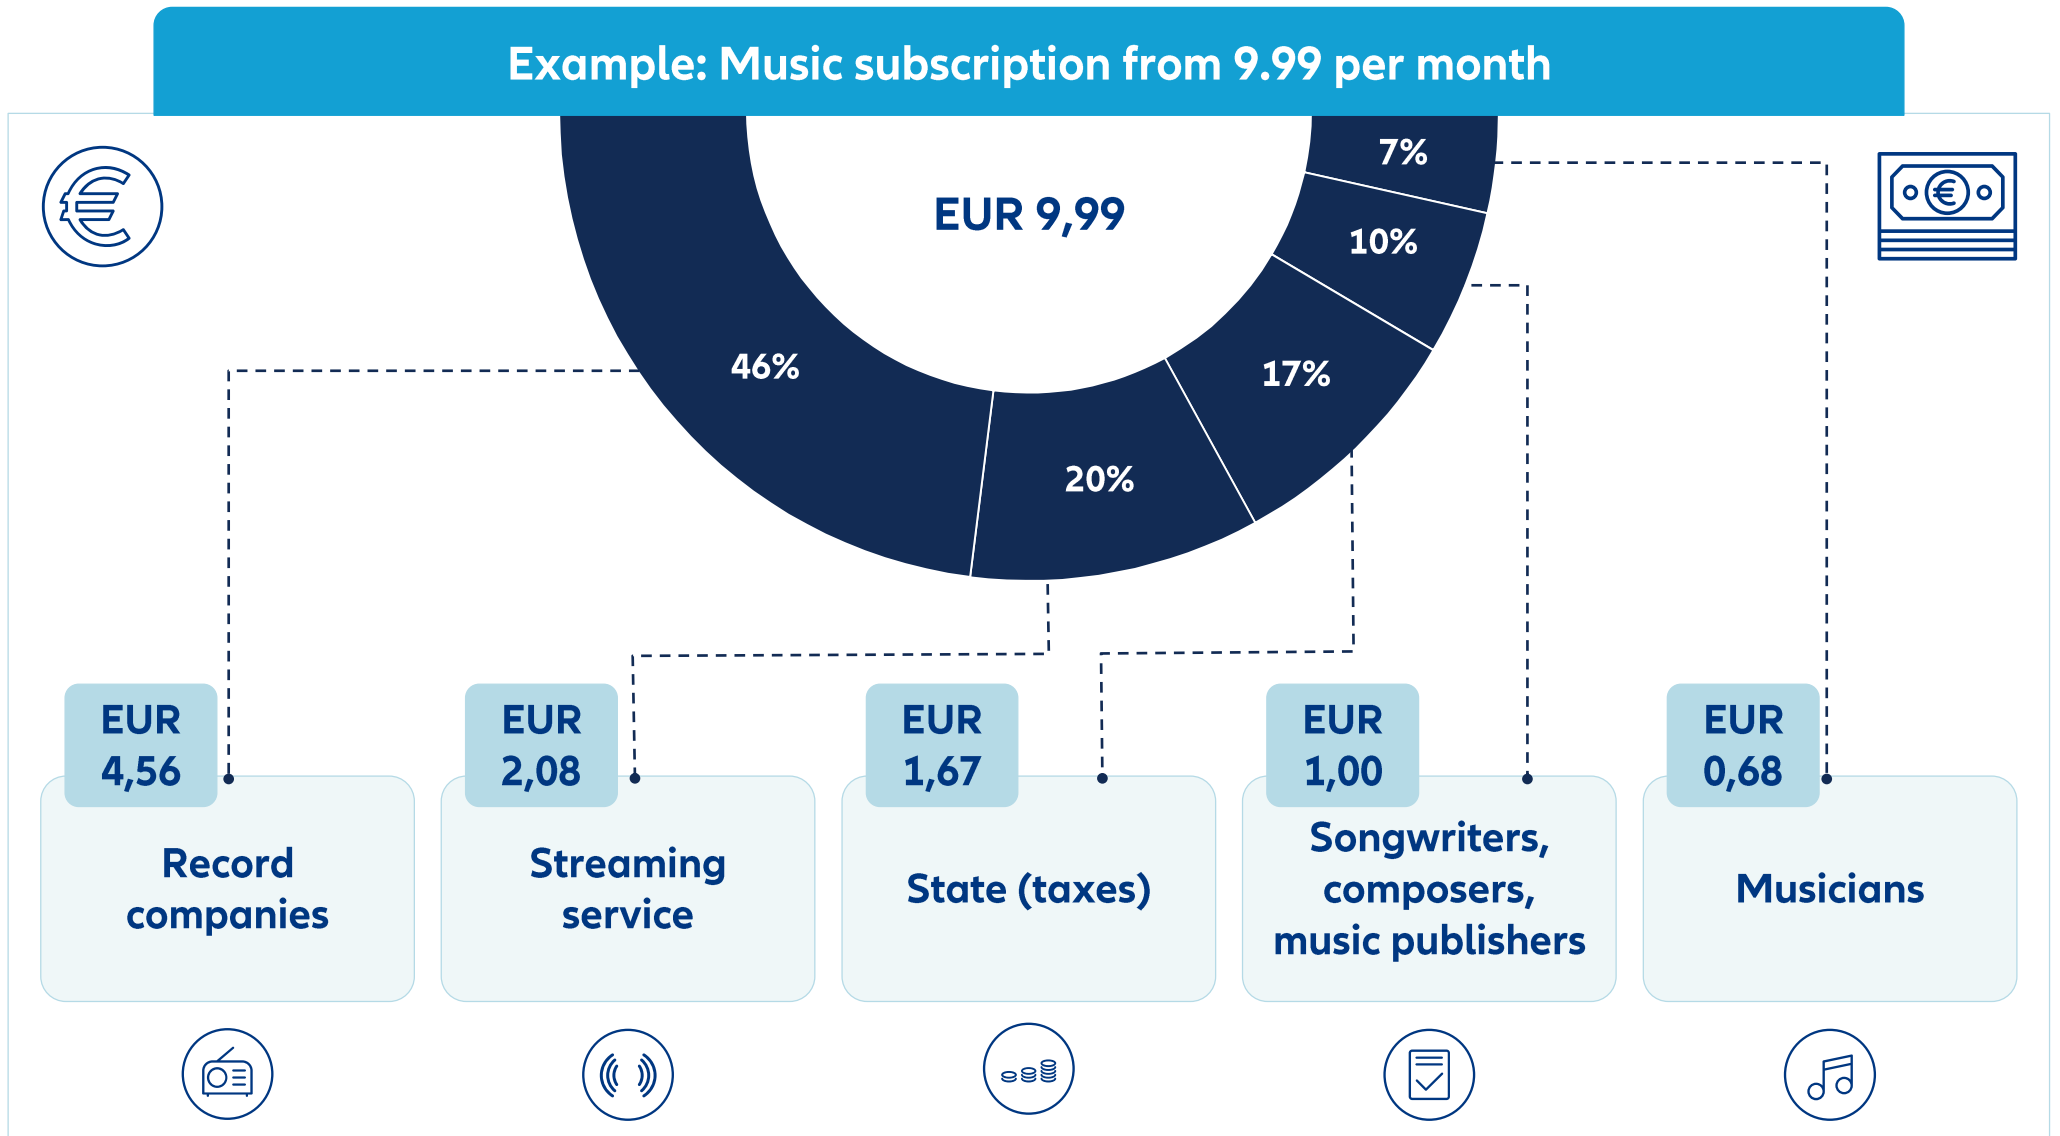 Example: Music subscription from 9.99 per month
EUR 9,99
7%
10%
17%
20%
46%
EUR
4,56
Record
companies
EUR
2,08
Streaming
service
EUR
1,67
State (taxes)
EUR
1,00
Songwriters,
composers,
music publishers
EUR
0,68
Musicians